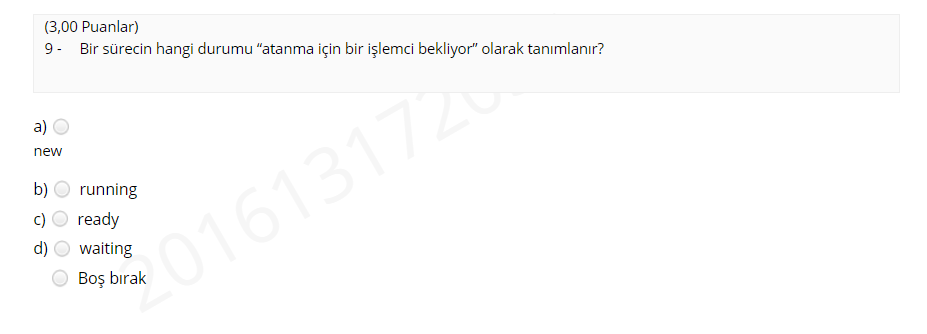 (3,00 Puanlar)
9 - Bir sürecin hangi durumu “atanma için bir işlemci bekliyor” olarak tanımlanır?
a)
new
b) running
c) ready
d) waiting
Boş bırak